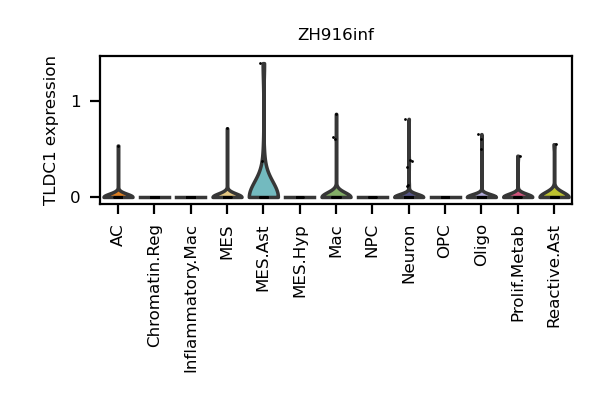 ZH916inf
TLDC1 expression
1
0
AC
Chromatin.Reg
Inflammatory.Mac
MES
MES.Ast
MES.Hyp
Mac
NPC
Neuron
OPC
Oligo
Prolif.Metab
Reactive.Ast